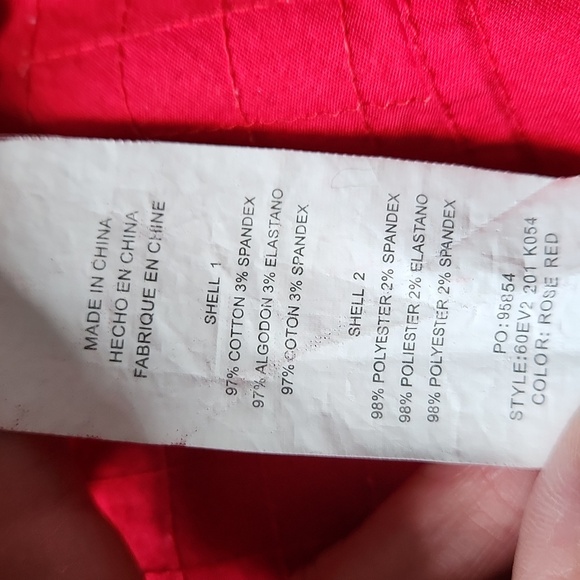 MADE IN CHINA
HECHO EN CHINA
FABRIQUE EN CHINE
SHELL 1
97% COTTON 3% SPANDEX
97% ALGODON 3% ELASTANO
97% COTON 3% SPANDEX
SHELL 2
98% POLYESTER 2% SPANDEX
98% POLIESTER 2% ELASTANO
98% POLYESTER 2% SPANDEX
PO:95854
STYLE:60EV2 201 K054
COLOR: ROSE RED